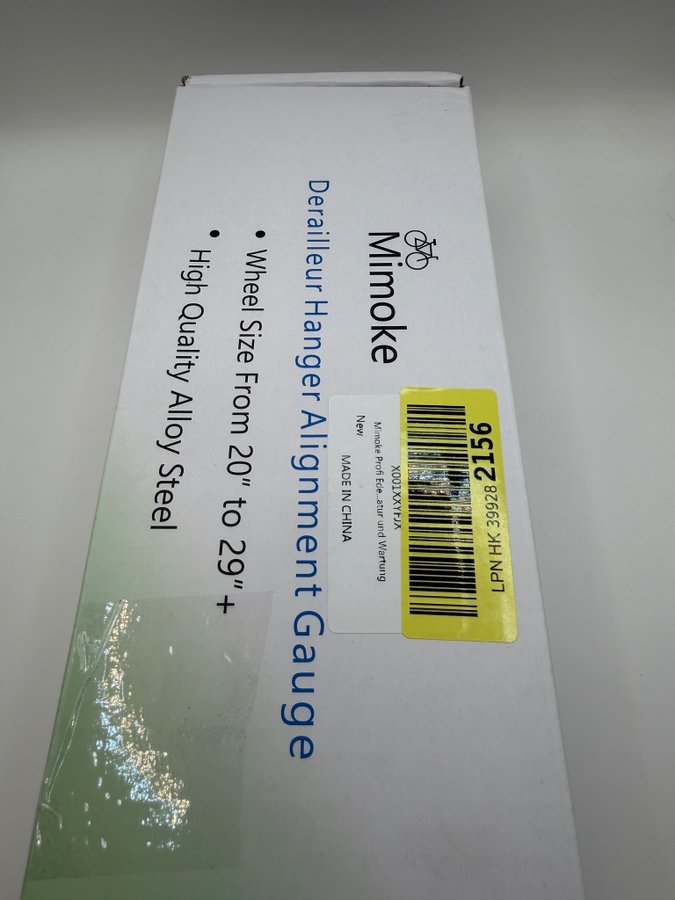 Mimoke
Derailleur Hanger Alignment Gauge
• Wheel Size From 20" to 29"+
• High Quality Alloy Steel
LPN HK 39928 2156
X001XXYFJX
Mimoke Profi Ede...atur und Wartung
New
MADE IN CHINA